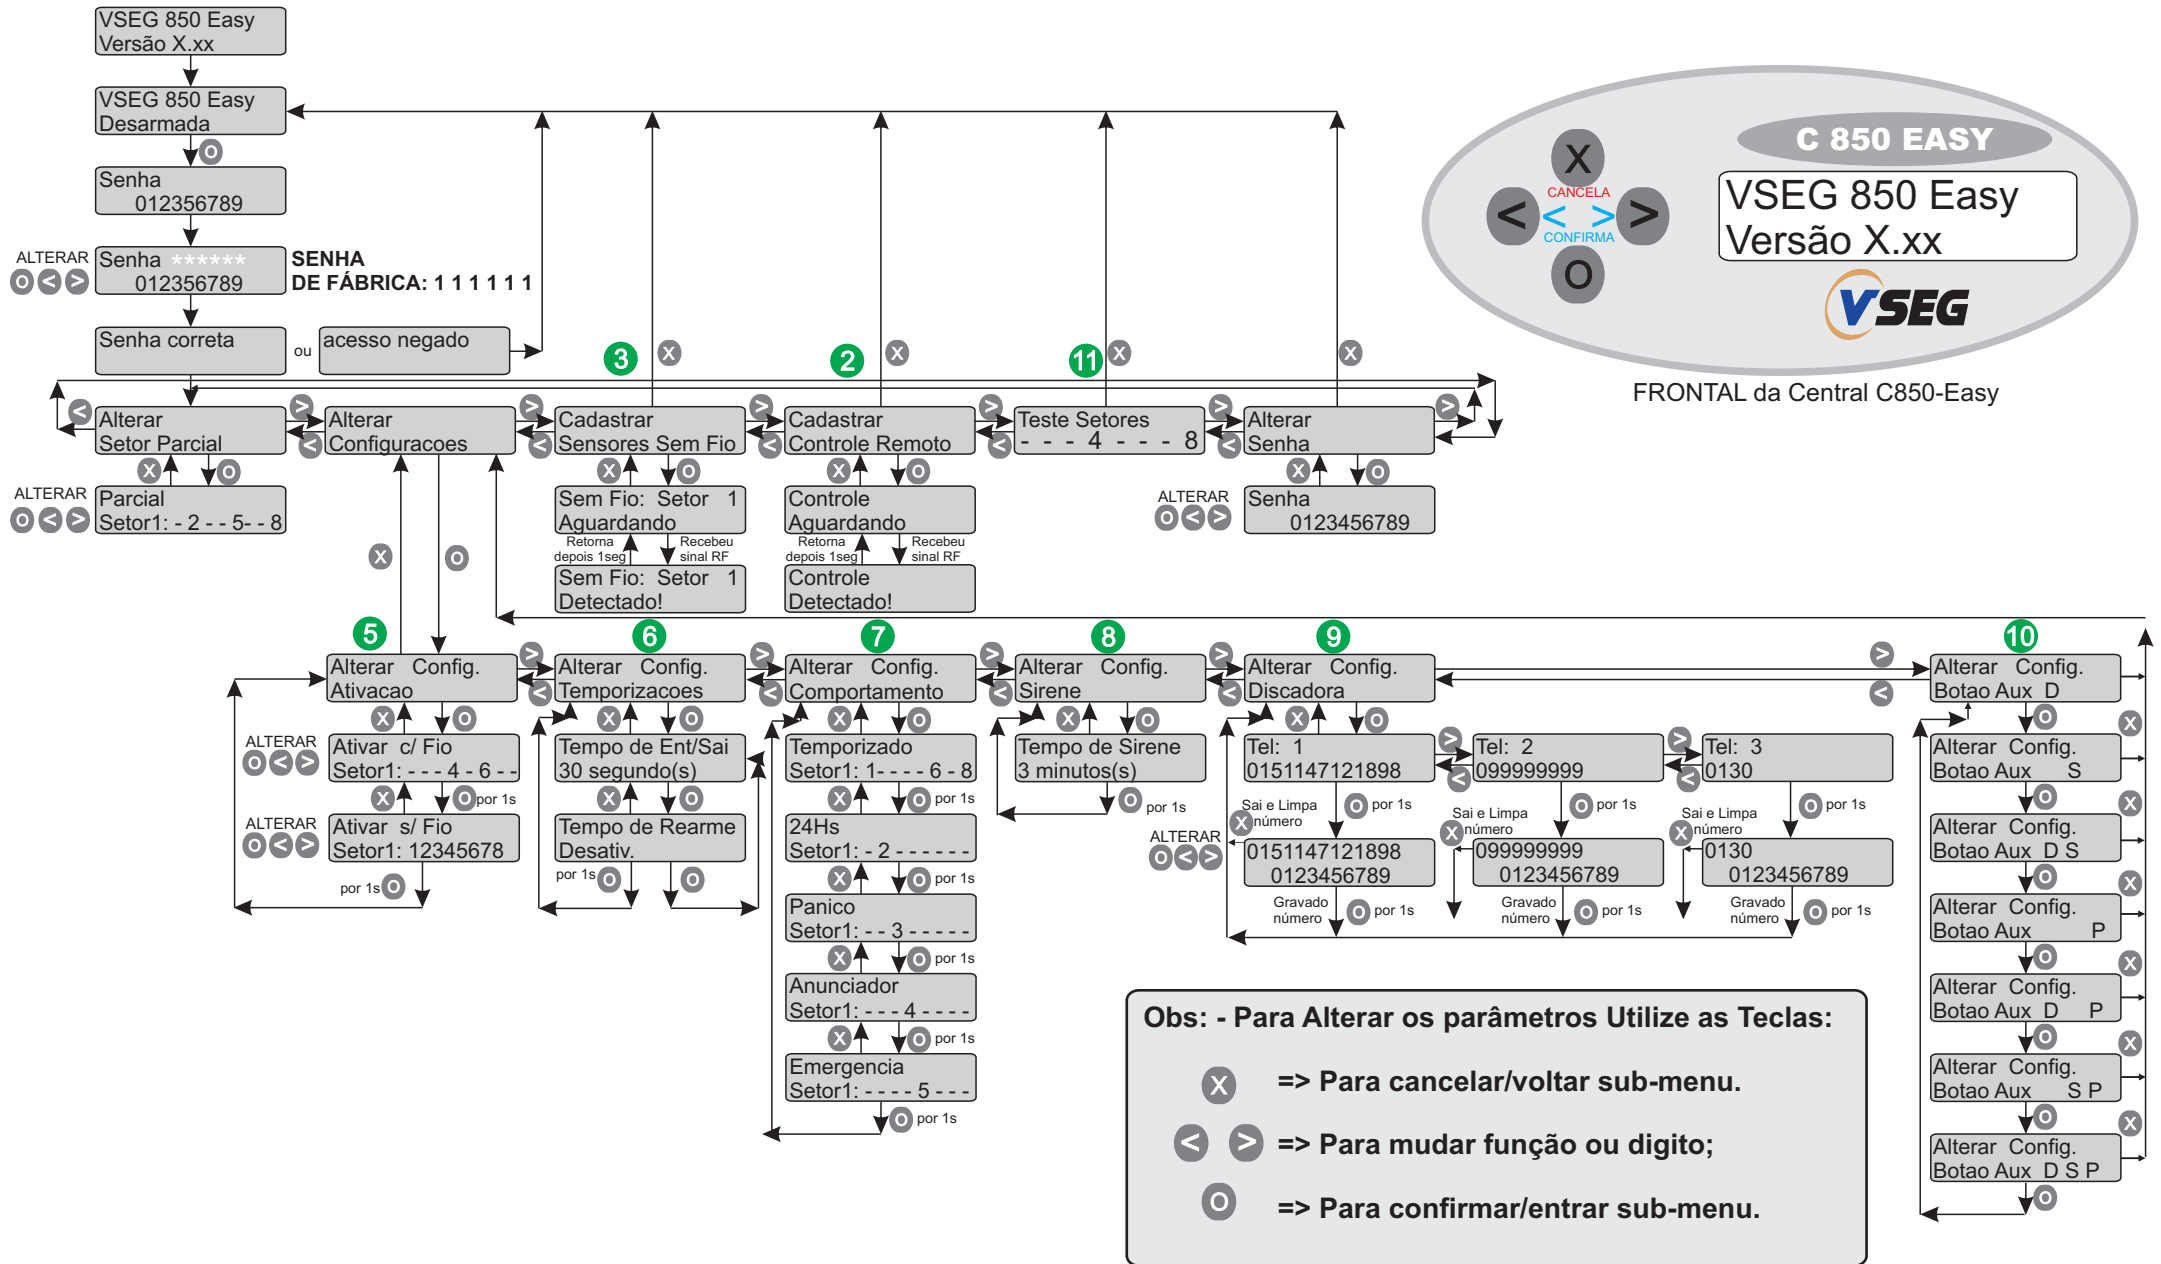 VSEG 850 Easy
Versão X.xx
VSEG 850 Easy
Desarmada
O
Senha
012356789
ALTERAR
O < >
Senha ******
012356789
SENHA
DE FÁBRICA: 1 1 1 1 1 1
Senha correta
ou
acesso negado
X
CANCELA
< < > >
CONFIRMA
O
C 850 EASY
VSEG 850 Easy
Versão X.xx
VSEG
FRONTAL da Central C850-Easy
3 X
2 X
11 X
X
< Alterar
Setor Parcial
> <
Alterar
Configuracoes
> <
Cadastrar
Sensores Sem Fio
> <
Cadastrar
Controle Remoto
> <
Teste Setores
- - - 4 - - - 8
> <
Alterar
Senha
>
X O
X O
X O
X O
ALTERAR
O < >
Parcial
Setor1: - 2 - - 5- - 8
Sem Fio: Setor 1
Aguardando
Retorna
depois 1seg
Recebeu
sinal RF
Sem Fio: Setor 1
Detectado!
Controle
Aguardando
Retorna
depois 1seg
Recebeu
sinal RF
Controle
Detectado!
ALTERAR
O < >
Senha
0123456789
X O
5
Alterar Config.
Ativacao
> <
X O
ALTERAR
O < >
Ativar c/ Fio
Setor1: - - - 4 - 6 - -
X O por 1s
ALTERAR
O < >
Ativar s/ Fio
Setor1: 12345678
por 1s O
6
Alterar Config.
Temporizacoes
> <
X O
Tempo de Ent/Sai
30 segundo(s)
X O
Tempo de Rearme
Desativ.
por 1s O O
7
Alterar Config.
Comportamento
> <
X O
Temporizado
Setor1: 1- - - - 6 - 8
X O por 1s
24Hs
Setor1: - 2 - - - - - -
X O por 1s
Panico
Setor1: - - 3 - - - - -
X O por 1s
Anunciador
Setor1: - - - 4 - - - -
X O por 1s
Emergencia
Setor1: - - - - 5 - - -
O por 1s
8
Alterar Config.
Sirene
> <
X O
Tempo de Sirene
3 minutos(s)
O por 1s
9
Alterar Config.
Discadora
> <
X O
Tel: 1
0151147121898
> <
Tel: 2
099999999
> <
Tel: 3
0130
Sai e Limpa
X número
O por 1s
Sai e Limpa
X número
O por 1s
Sai e Limpa
X número
O por 1s
ALTERAR
O < >
0151147121898
0123456789
099999999
0123456789
0130
0123456789
Gravado
número
O por 1s
Gravado
número
O por 1s
Gravado
número
O por 1s
10
Alterar Config.
Botao Aux D
O X
Alterar Config.
Botao Aux S
O X
Alterar Config.
Botao Aux D S
O X
Alterar Config.
Botao Aux P
O X
Alterar Config.
Botao Aux D P
O X
Alterar Config.
Botao Aux S P
O X
Alterar Config.
Botao Aux D S P
O
Obs: - Para Alterar os parâmetros Utilize as Teclas:
X => Para cancelar/voltar sub-menu.
< > => Para mudar função ou digito;
O => Para confirmar/entrar sub-menu.